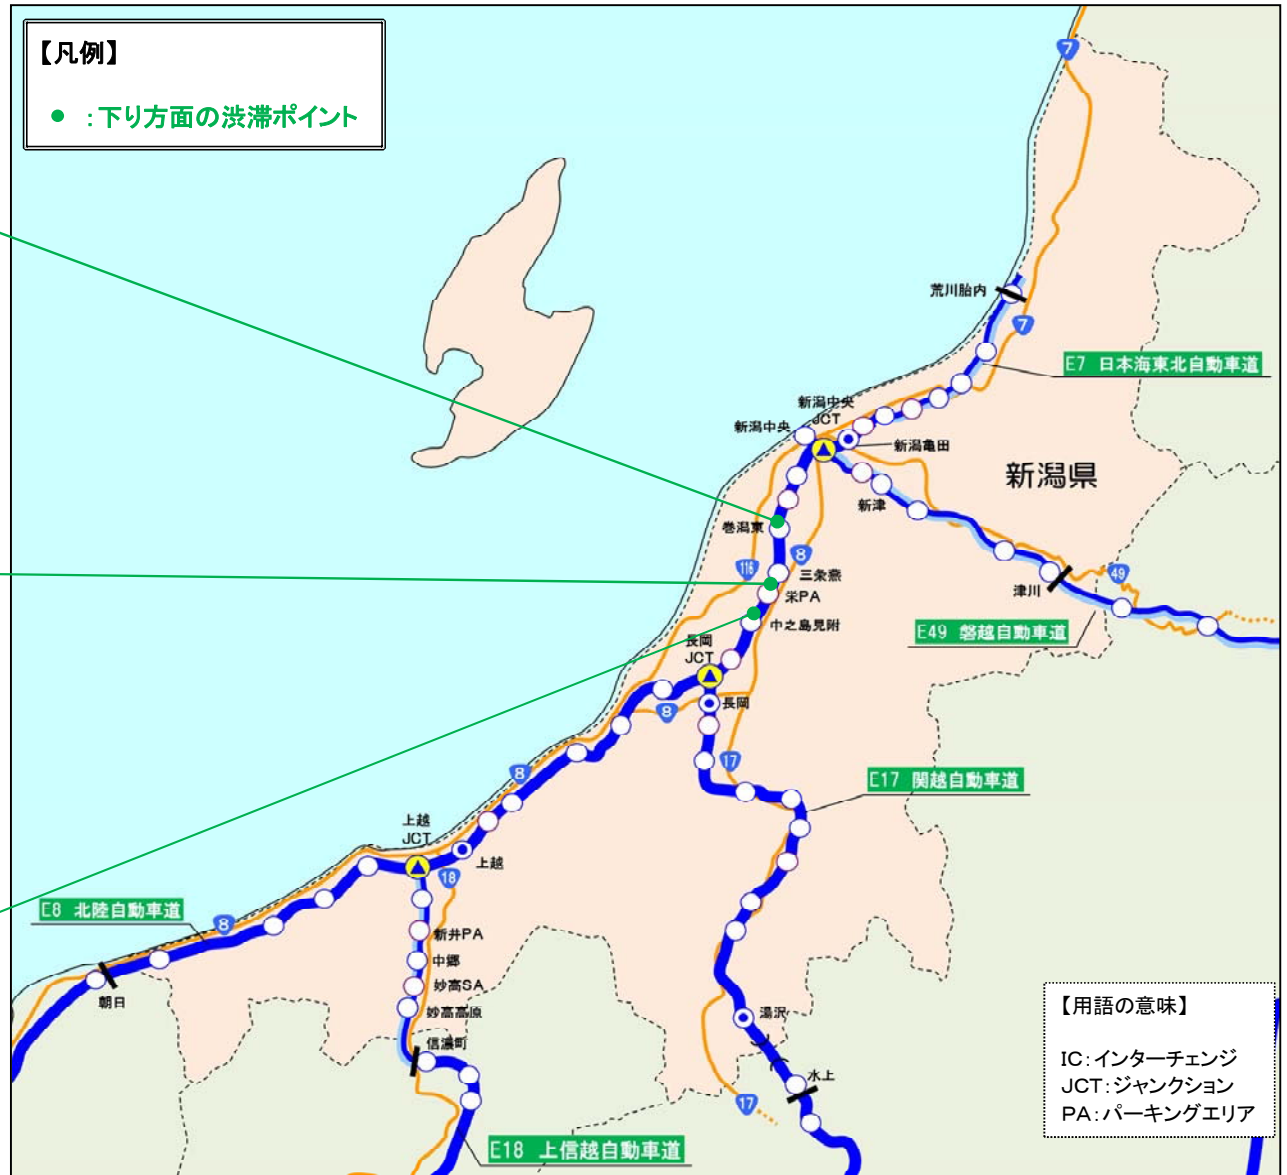 【凡例】
● :下り方面の渋滞ポイント
7
荒川胎内
7
E7 日本海東北自動車道
新潟中央
JCT
新潟中央
新潟亀田
新潟県
新津
巻潟東
8
116
三条燕
栄PA
49
津川
中之島見附
E49 磐越自動車道
長岡
JCT
長岡
8
17
8
E17 関越自動車道
上越
JCT
上越
18
E8 北陸自動車道
8
新井PA
中郷
妙高SA
朝日
妙高高原
湯沢
信濃町
水上
17
E18 上信越自動車道
【用語の意味】
IC:インターチェンジ
JCT:ジャンクション
PA:パーキングエリア